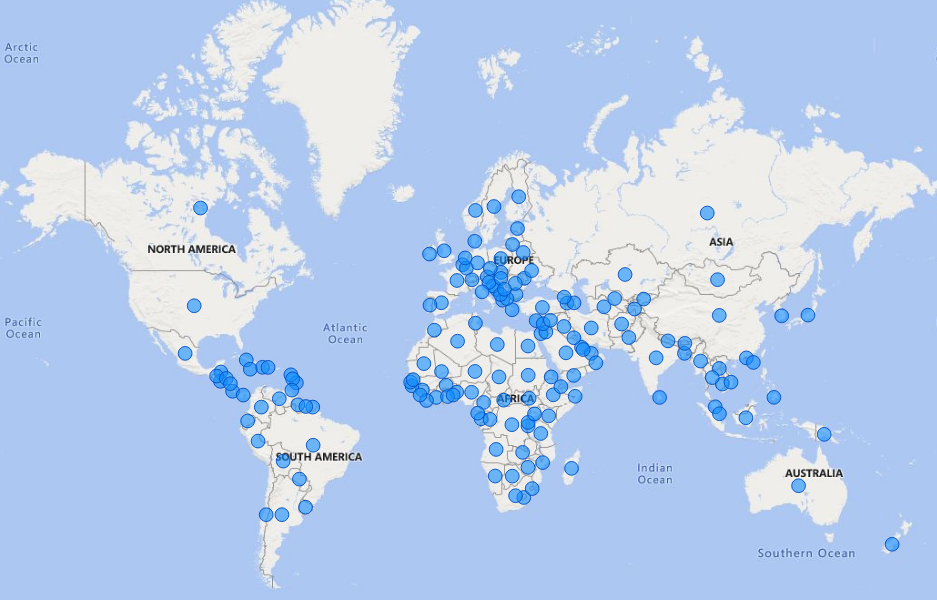 Arctic
Ocean
NORTH AMERICA
ASIA
EUROPE
Pacific
Ocean
Atlantic
Ocean
AFRICA
SOUTH AMERICA
Indian
Ocean
AUSTRALIA
Southern Ocean